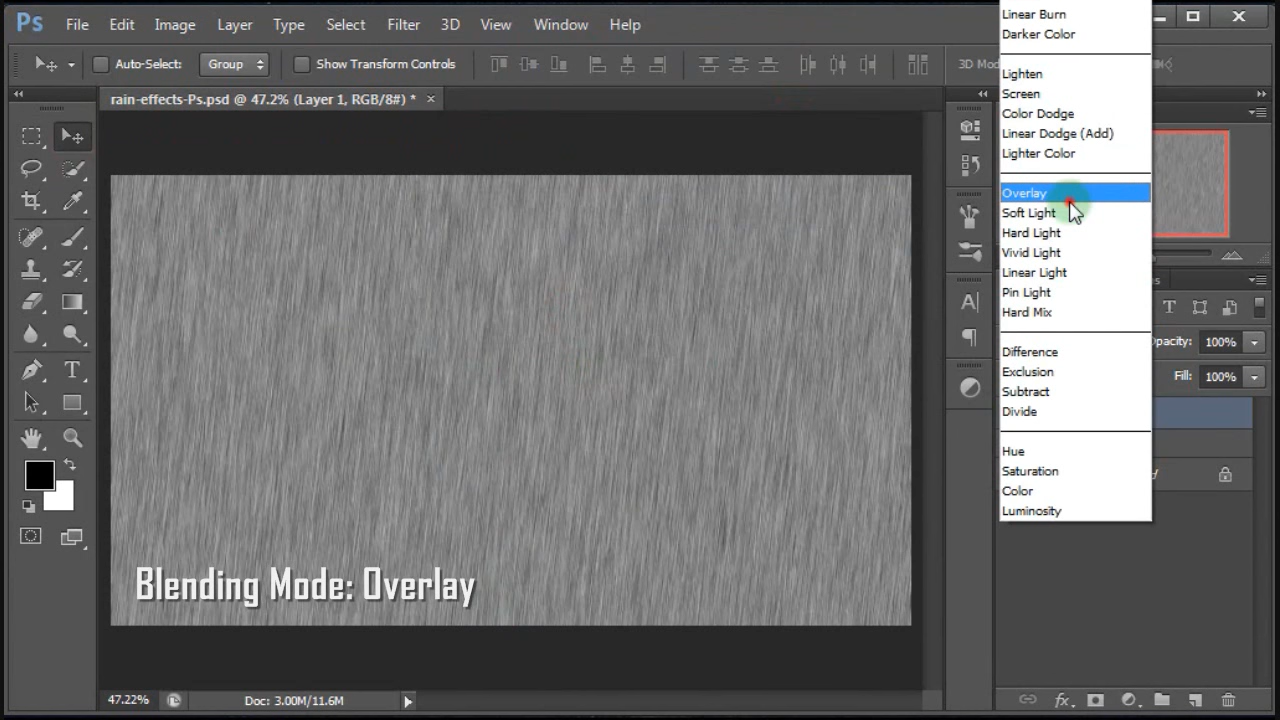 Ps File Edit Image Layer Type Select Filter 3D View Window Help
Auto-Select: Group Show Transform Controls
rain-effects-Ps.psd @ 47.2% (Layer 1, RGB/8#) * ×
Linear Burn
Darker Color
Lighten
Screen
Color Dodge
Linear Dodge (Add)
Lighter Color
Overlay
Soft Light
Hard Light
Vivid Light
Linear Light
Pin Light
Hard Mix
Difference
Exclusion
Subtract
Divide
Hue
Saturation
Color
Luminosity
100%
Fill: 100%
Blending Mode: Overlay
47.22% Doc: 3.00M/11.6M